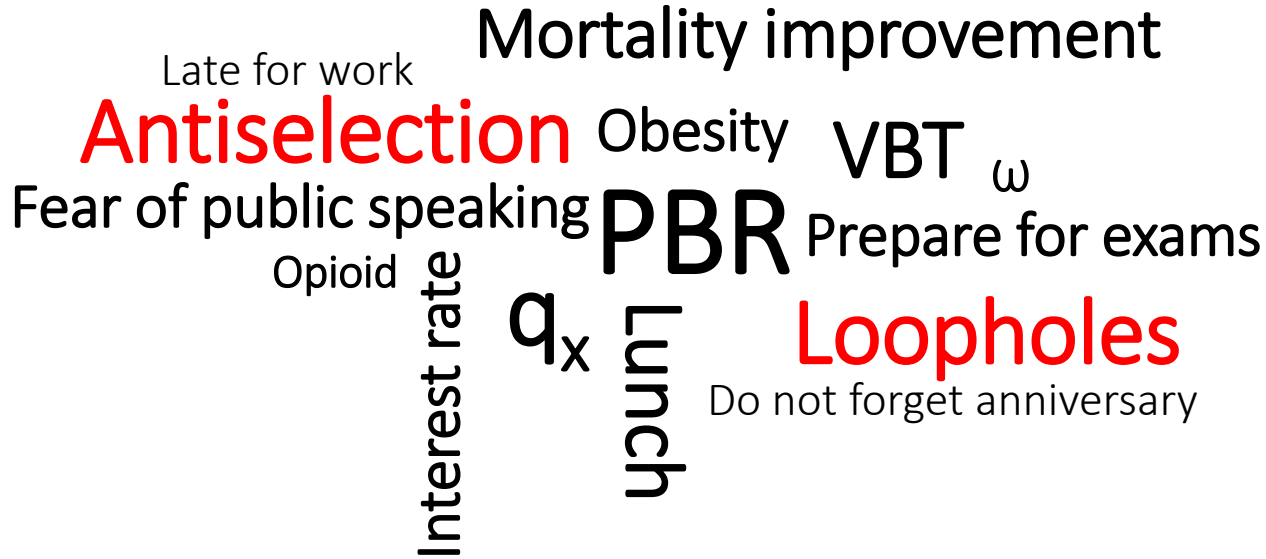 Mortality improvement
Late for work
Antiselection
Obesity
VBT
ω
Fear of public speaking
PBR
Prepare for exams
Opioid
Interest rate
qₓ
Lunch
Loopholes
Do not forget anniversary